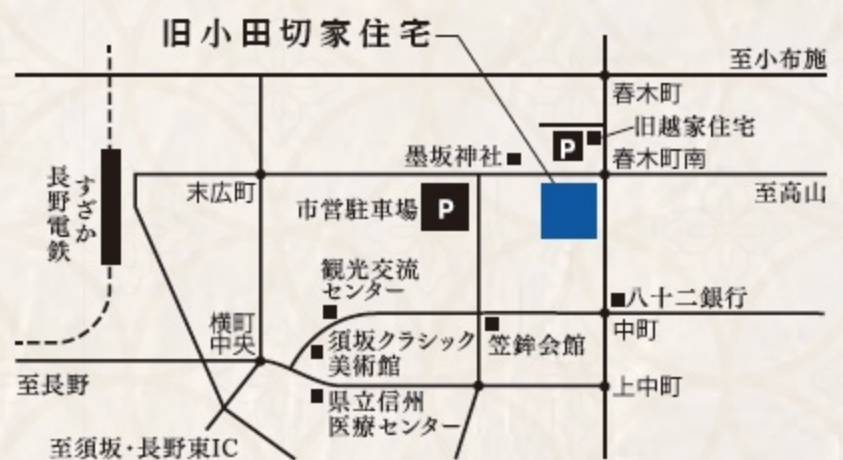 旧小田切家住宅
至小布施
春木町
旧越家住宅
P
墨坂神社
春木町南
長野電鉄
すざか
末広町
市営駐車場
P
至高山
観光交流
センター
八十二銀行
横町
中央
須坂クラシック
美術館
笠鉾会館
中町
至長野
県立信州
医療センター
上中町
至須坂・長野東IC